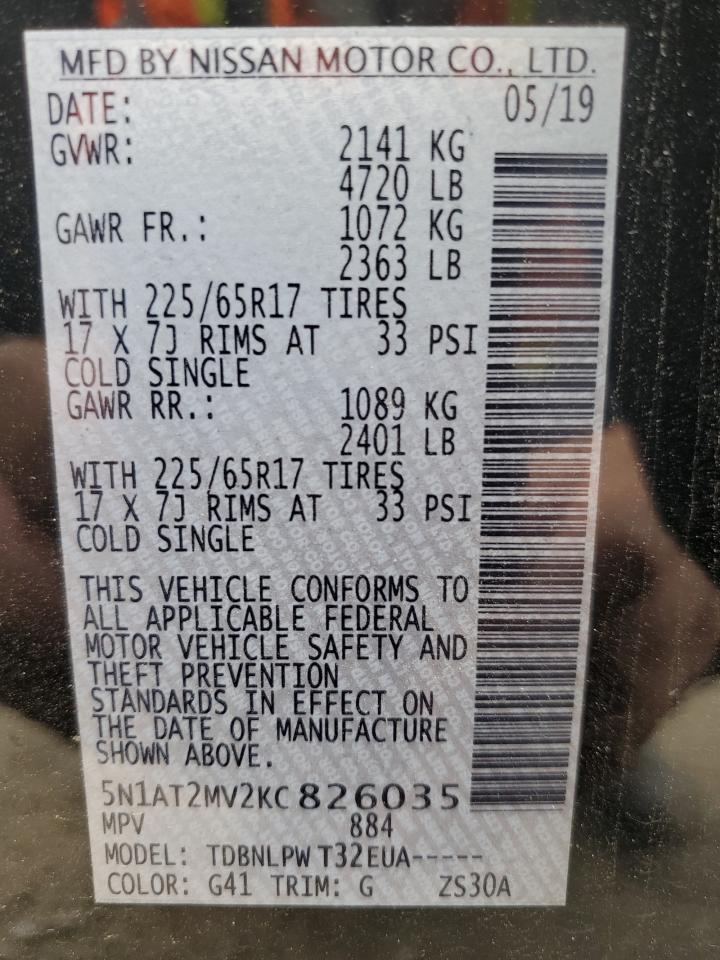 MFD BY NISSAN MOTOR CO., LTD.
DATE: 05/19
GVWR: 2141 KG
4720 LB
GAWR FR.: 1072 KG
2363 LB
WITH 225/65R17 TIRES
17 X 7J RIMS AT 33 PSI
COLD SINGLE
GAWR RR.: 1089 KG
2401 LB
WITH 225/65R17 TIRES
17 X 7J RIMS AT 33 PSI
COLD SINGLE
THIS VEHICLE CONFORMS TO
ALL APPLICABLE FEDERAL
MOTOR VEHICLE SAFETY AND
THEFT PREVENTION
STANDARDS IN EFFECT ON
THE DATE OF MANUFACTURE
SHOWN ABOVE.
5N1AT2MV2KC826035
MPV 884
MODEL: TDBNLPW T32EUA-----
COLOR: G41 TRIM: G ZS30A